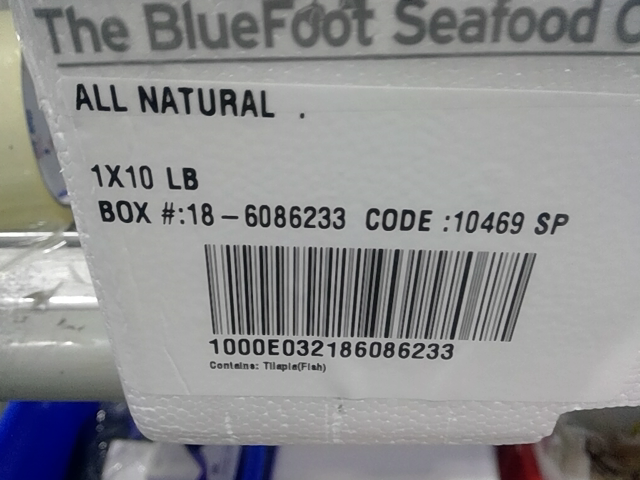 The BlueFoot Seafood C
ALL NATURAL .
1X10 LB
BOX #:18-6086233 CODE :10469 SP
1000E032186086233
Contains: Tilapia(Fish)